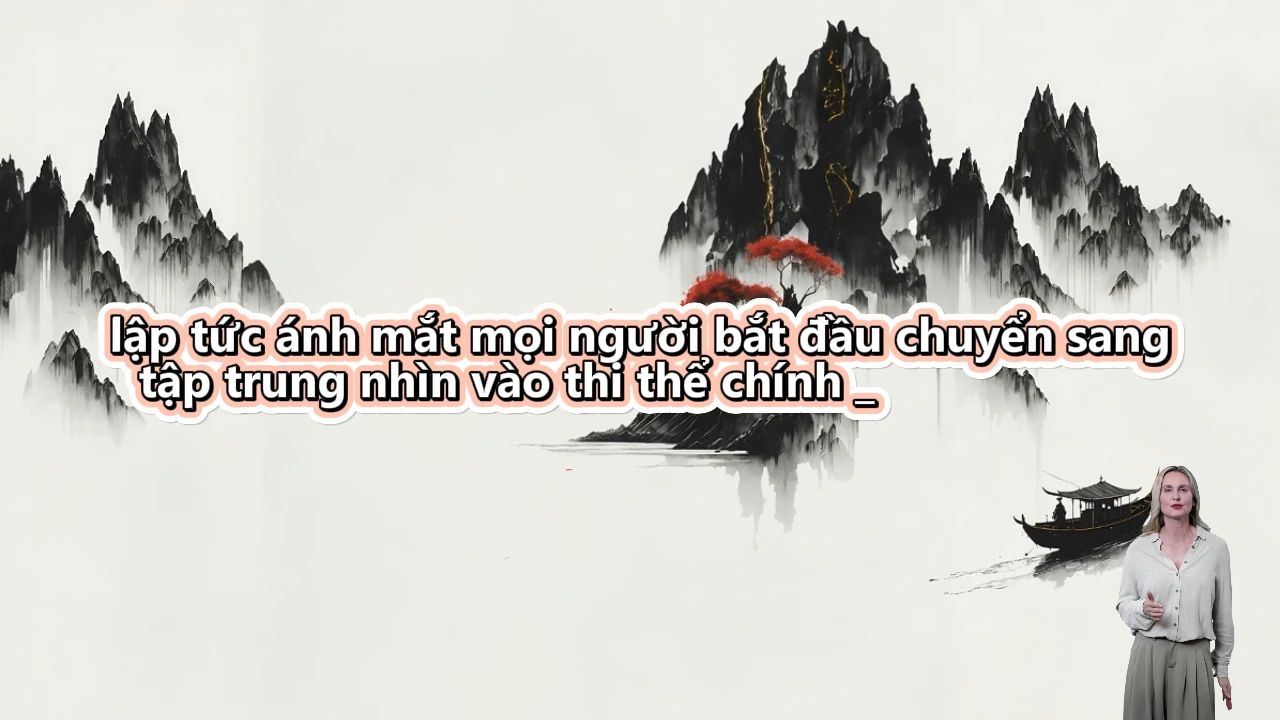 lập tức ánh mắt mọi người bắt đầu chuyển sang
tập trung nhìn vào thi thể chính _